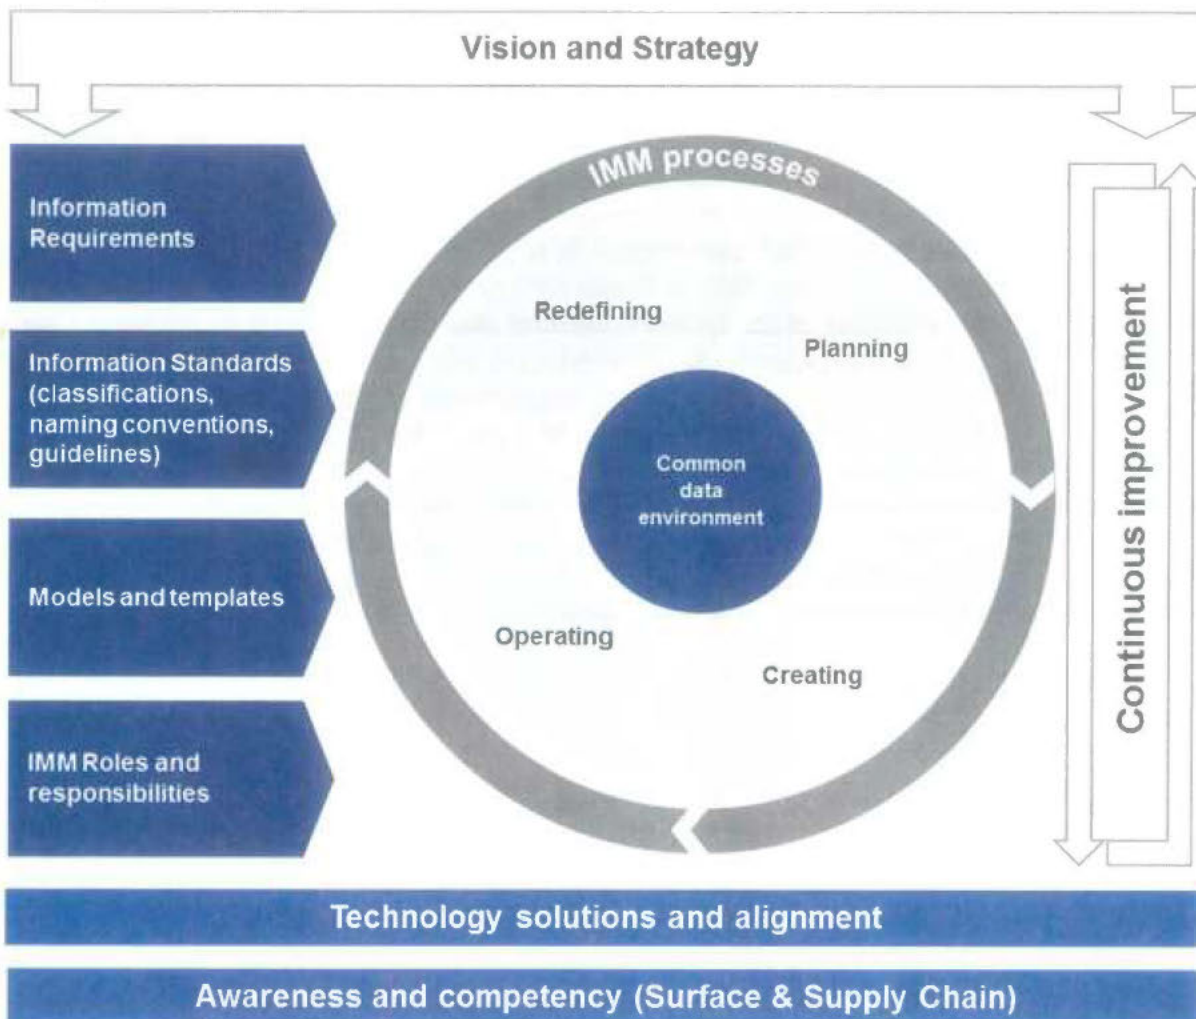 Vision and Strategy
Information
Requirements
Information Standards
(classifications,
naming conventions,
guidelines)
Models and templates
IMM Roles and
responsibilities
IMM processes
Redefining
Planning
Common
data
environment
Operating
Creating
Continuous improvement
Technology solutions and alignment
Awareness and competency (Surface & Supply Chain)